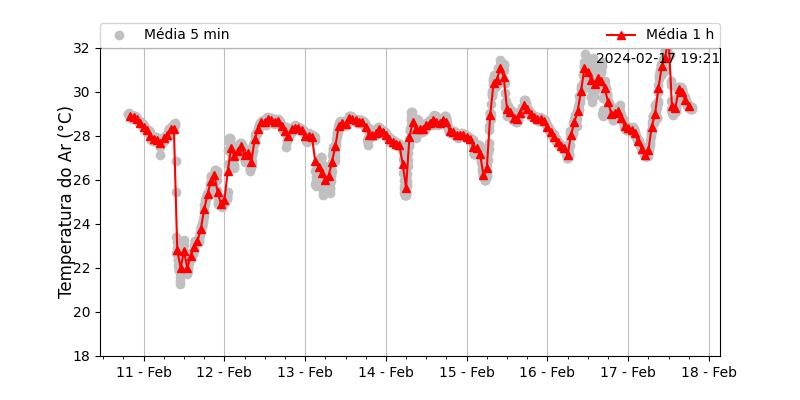 Média 5 min
Média 1 h
2024-02-17 19:21
Temperatura do Ar (°C)
32
30
28
26
24
22
20
18
11 - Feb
12 - Feb
13 - Feb
14 - Feb
15 - Feb
16 - Feb
17 - Feb
18 - Feb